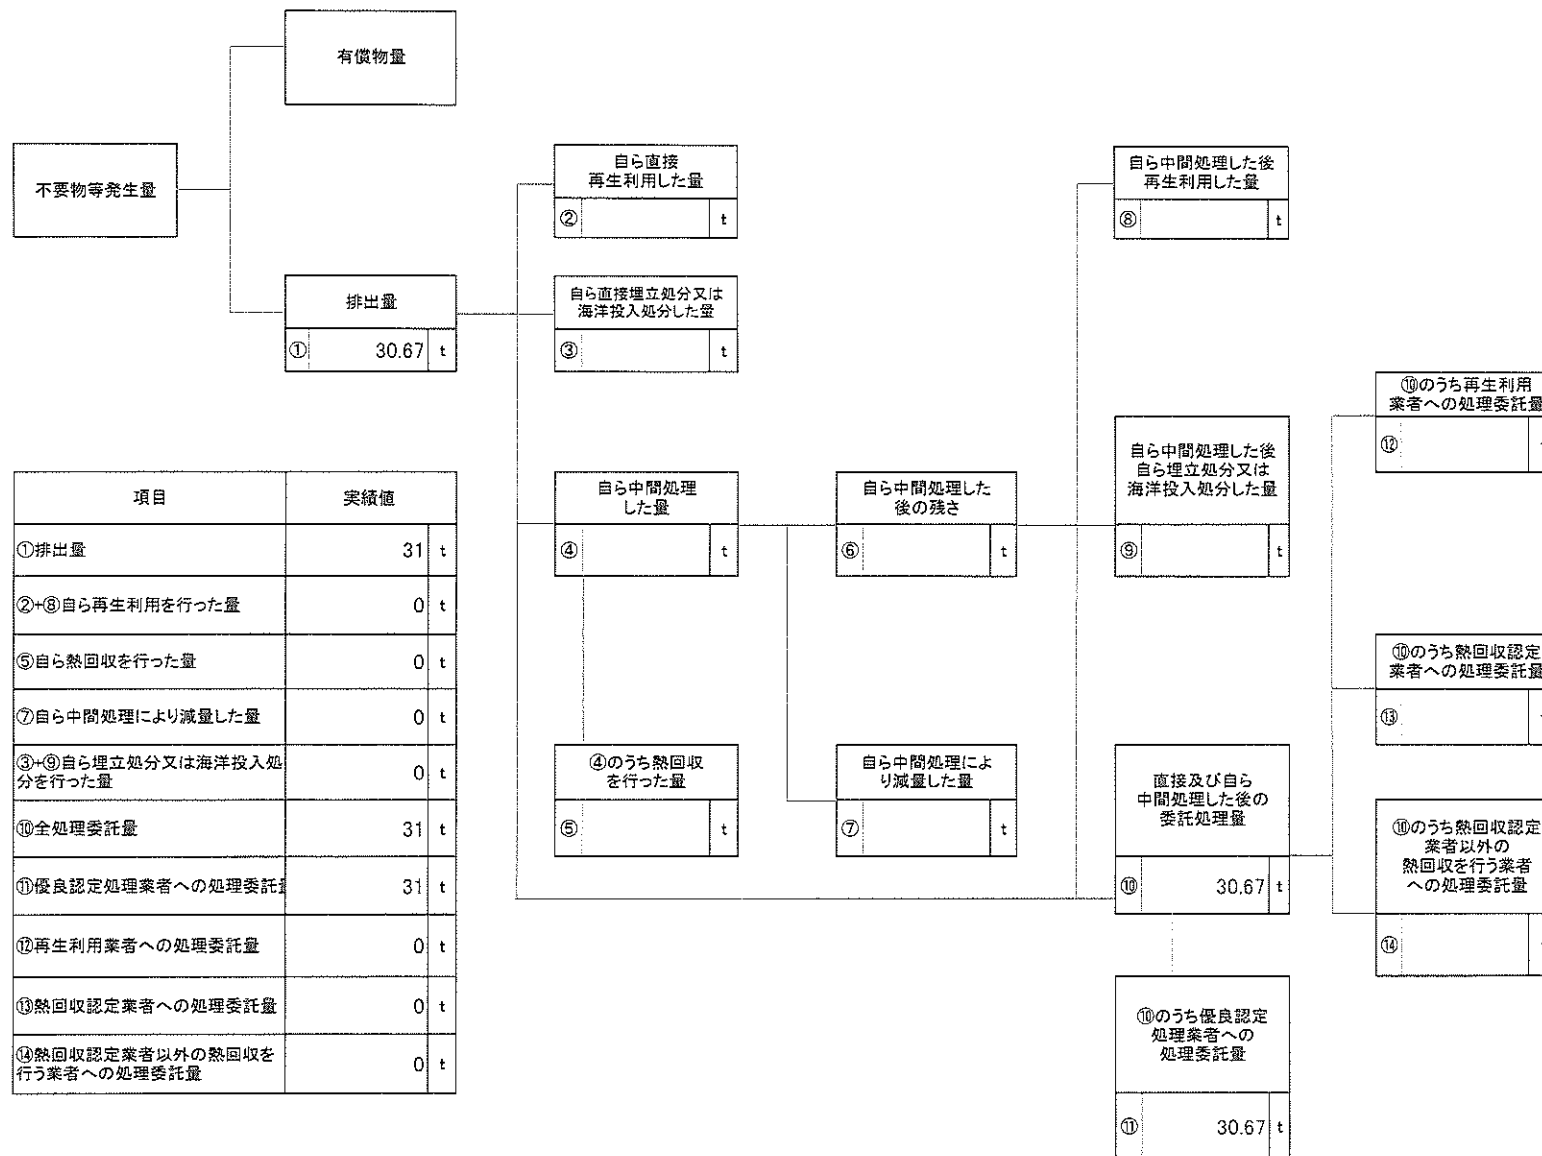 有償物量
不要物等発生量
排出量
① 30.67 t
自ら直接
再生利用した量
② t
自ら直接埋立処分又は
海洋投入処分した量
③ t
自ら中間処理
した量
④ t
④のうち熱回収
を行った量
⑤ t
自ら中間処理した
後の残さ
⑥ t
自ら中間処理によ
り減量した量
⑦ t
自ら中間処理した後
再生利用した量
⑧ t
自ら中間処理した後
自ら埋立処分又は
海洋投入処分した量
⑨ t
直接及び自ら
中間処理した後の
委託処理量
⑩ 30.67 t
⑩のうち優良認定
処理業者への
処理委託量
⑪ 30.67 t
⑩のうち再生利用
業者への処理委託量
⑫
⑩のうち熱回収認定
業者への処理委託量
⑬
⑩のうち熱回収認定
業者以外の
熱回収を行う業者
への処理委託量
⑭
項目 実績値
①排出量 31 t
②+⑧自ら再生利用を行った量 0 t
⑤自ら熱回収を行った量 0 t
⑦自ら中間処理により減量した量 0 t
③+⑨自ら埋立処分又は海洋投入処
分を行った量 0 t
⑩全処理委託量 31 t
⑪優良認定処理業者への処理委託 31 t
⑫再生利用業者への処理委託量 0 t
⑬熱回収認定業者への処理委託量 0 t
⑭熱回収認定業者以外の熱回収を
行う業者への処理委託量 0 t